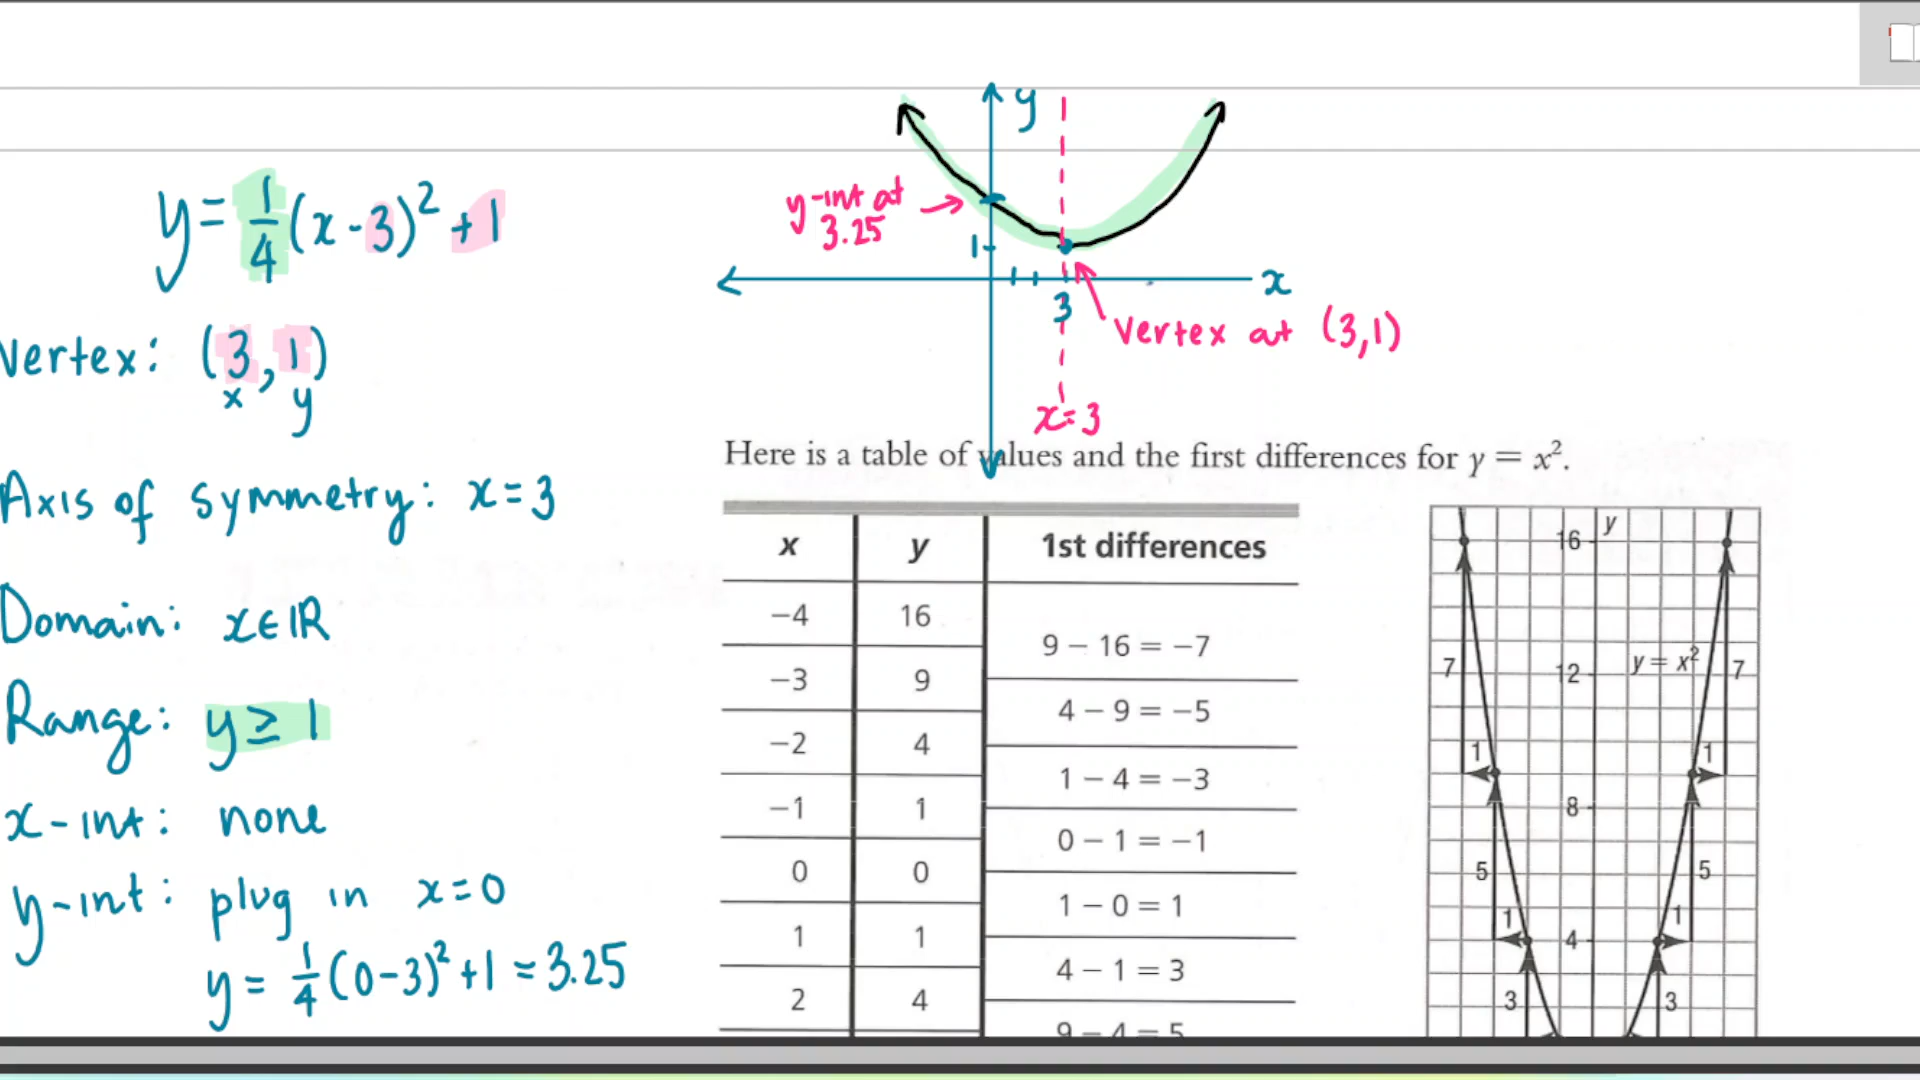 y = 1/4 (x - 3)² + 1
Vertex: (3, 1)
x y
Axis of symmetry: x = 3
Domain: x ∈ ℝ
Range: y ≥ 1
x-int: none
y-int: plug in x = 0
y = 1/4 (0 - 3)² + 1 = 3.25
y
y-int at
3.25
1
x
3
Vertex at (3,1)
x = 3
Here is a table of values and the first differences for y = x².
x y 1st differences
−4 16
9 − 16 = −7
−3 9
4 − 9 = −5
−2 4
1 − 4 = −3
−1 1
0 − 1 = −1
0 0
1 − 0 = 1
1 1
4 − 1 = 3
2 4
9 − 4 = 5
16 y
7 12 y = x² 7
1 1
8
5 5
1 4 1
3 3